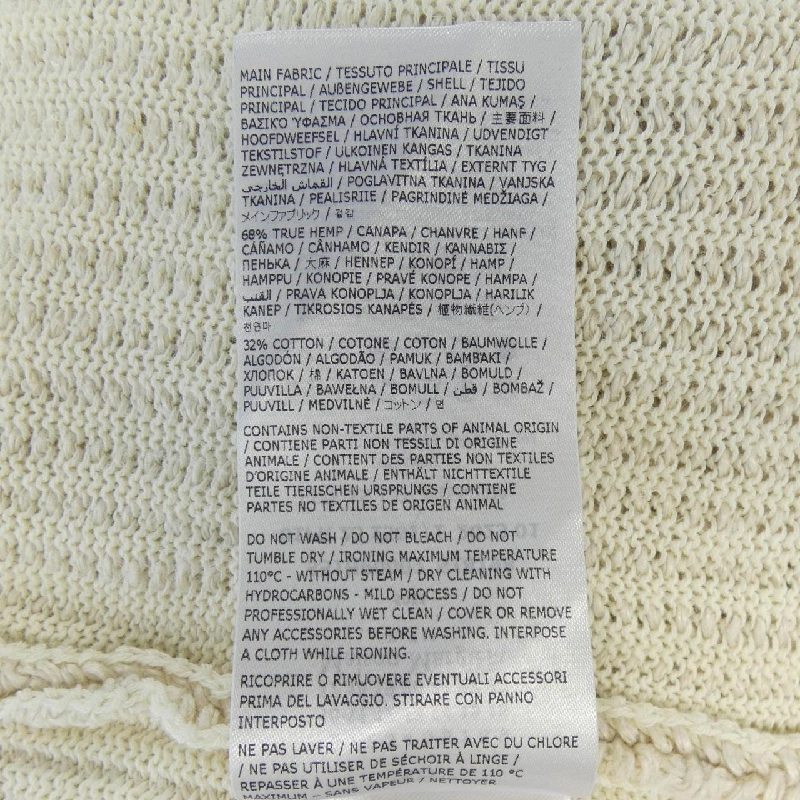 MAIN FABRIC / TESSUTO PRINCIPALE / TISSU
PRINCIPAL / AUßENGEWEBE / SHELL / TEJIDO
PRINCIPAL / TECIDO PRINCIPAL / ANA KUMAŞ /
ΒΑΣΙΚΌ ΎΦΑΣΜΑ / ОСНОВНАЯ ТКАНЬ / 主要面料 /
HOOFDWEEFSEL / HLAVNÍ TKANINA / UDVENDIGT
TEKSTILSTOF / ULKOINEN KANGAS / TKANINA
ZEWNĘTRZNA / HLAVNÁ TEXTÍLIA / EXTERNT TYG /
القماش الخارجي / POGLAVITNA TKANINA / VANJSKA
TKANINA / PEALISRIIE / PAGRINDINĖ MEDŽIAGA /
メインファブリック / 겉감
68% TRUE HEMP / CANAPA / CHANVRE / HANF /
CÁÑAMO / CÂNHAMO / KENDIR / ΚΑΝΝΑΒΙΣ /
ПЕНЬКА / 大麻 / HENNEP / KONOPÍ / HAMP /
HAMPPU / KONOPIE / PRAVÉ KONOPE / HAMPA /
القنب / PRAVA KONOPLJA / KONOPLJA / HARILIK
KANEP / TIKROSIOS KANAPĖS / 植物繊維(ヘンプ) /
천연마
32% COTTON / COTONE / COTON / BAUMWOLLE /
ALGODÓN / ALGODÃO / PAMUK / ΒΑΜΒΆΚΙ /
ХЛОПОК / 棉 / KATOEN / BAVLNA / BOMULD /
PUUVILLA / BAWEŁNA / BOMULL / قطن / BOMBAŽ /
PUUVILL / MEDVILNĖ / コットン / 면
CONTAINS NON-TEXTILE PARTS OF ANIMAL ORIGIN
/ CONTIENE PARTI NON TESSILI DI ORIGINE
ANIMALE / CONTIENT DES PARTIES NON TEXTILES
D'ORIGINE ANIMALE / ENTHÄLT NICHTTEXTILE
TEILE TIERISCHEN URSPRUNGS / CONTIENE
PARTES NO TEXTILES DE ORIGEN ANIMAL
DO NOT WASH / DO NOT BLEACH / DO NOT
TUMBLE DRY / IRONING MAXIMUM TEMPERATURE
110°C - WITHOUT STEAM / DRY CLEANING WITH
HYDROCARBONS - MILD PROCESS / DO NOT
PROFESSIONALLY WET CLEAN / COVER OR REMOVE
ANY ACCESSORIES BEFORE WASHING. INTERPOSE
A CLOTH WHILE IRONING.
RICOPRIRE O RIMUOVERE EVENTUALI ACCESSORI
PRIMA DEL LAVAGGIO. STIRARE CON PANNO
INTERPOSTO
NE PAS LAVER / NE PAS TRAITER AVEC DU CHLORE
/ NE PAS UTILISER DE SÉCHOIR À LINGE /
REPASSER À UNE TEMPÉRATURE DE 110 °C
MAXIMUM – SANS VAPEUR / NETTOYER